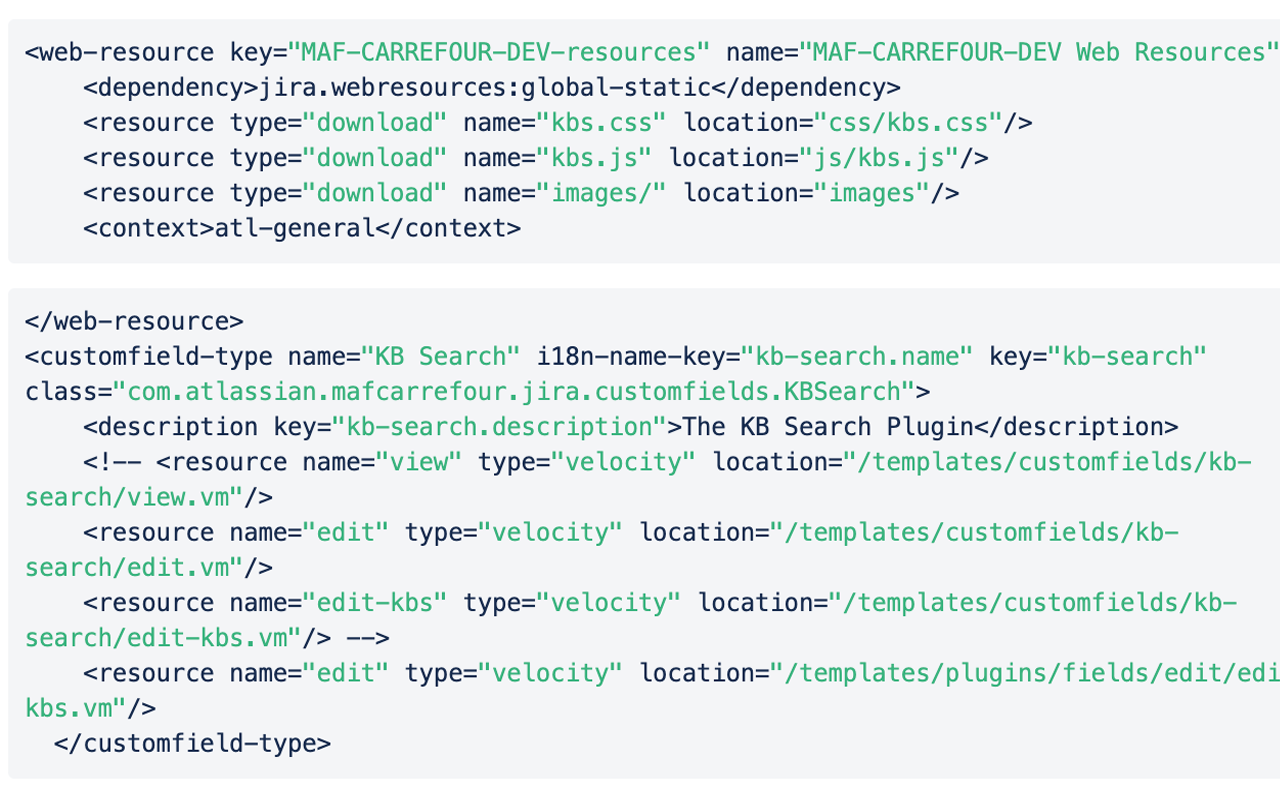 <web-resource key="MAF-CARREFOUR-DEV-resources" name="MAF-CARREFOUR-DEV Web Resources"
    <dependency>jira.webresources:global-static</dependency>
    <resource type="download" name="kbs.css" location="css/kbs.css"/>
    <resource type="download" name="kbs.js" location="js/kbs.js"/>
    <resource type="download" name="images/" location="images"/>
    <context>atl-general</context>
</web-resource>
<customfield-type name="KB Search" i18n-name-key="kb-search.name" key="kb-search"
class="com.atlassian.mafcarrefour.jira.customfields.KBSearch">
    <description key="kb-search.description">The KB Search Plugin</description>
    <!-- <resource name="view" type="velocity" location="/templates/customfields/kb-
search/view.vm"/>
    <resource name="edit" type="velocity" location="/templates/customfields/kb-
search/edit.vm"/>
    <resource name="edit-kbs" type="velocity" location="/templates/customfields/kb-
search/edit-kbs.vm"/> -->
    <resource name="edit" type="velocity" location="/templates/plugins/fields/edit/edi
kbs.vm"/>
  </customfield-type>